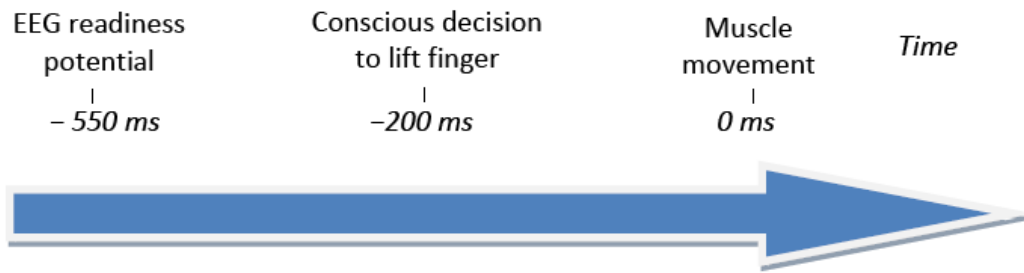 EEG readiness
potential
– 550 ms
Conscious decision
to lift finger
–200 ms
Muscle
movement
0 ms
Time